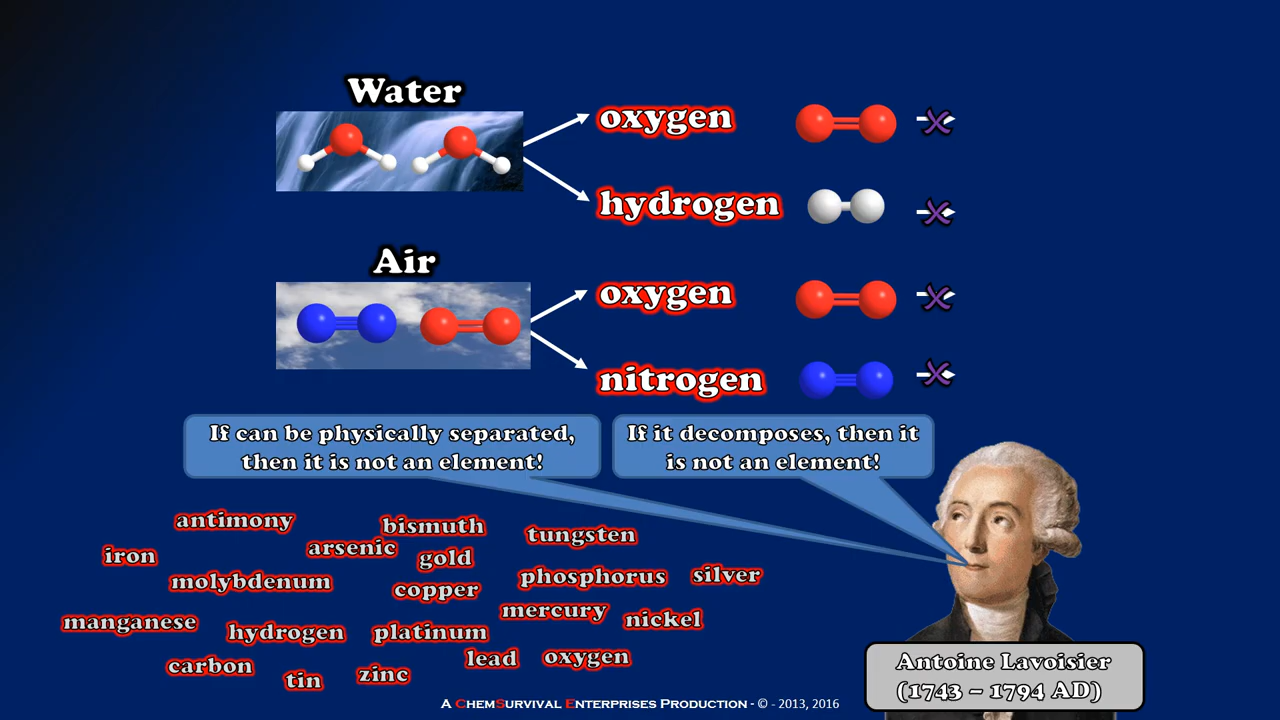 Water
oxygen
hydrogen
Air
oxygen
nitrogen
If can be physically separated,
then it is not an element!
If it decomposes, then it
is not an element!
antimony
bismuth
tungsten
iron
arsenic
gold
molybdenum
copper
phosphorus
silver
manganese
hydrogen
platinum
mercury
nickel
carbon
tin
zinc
lead
oxygen
Antoine Lavoisier
(1743 – 1794 AD)
A ChemSurvival Enterprises Production - © - 2013, 2016